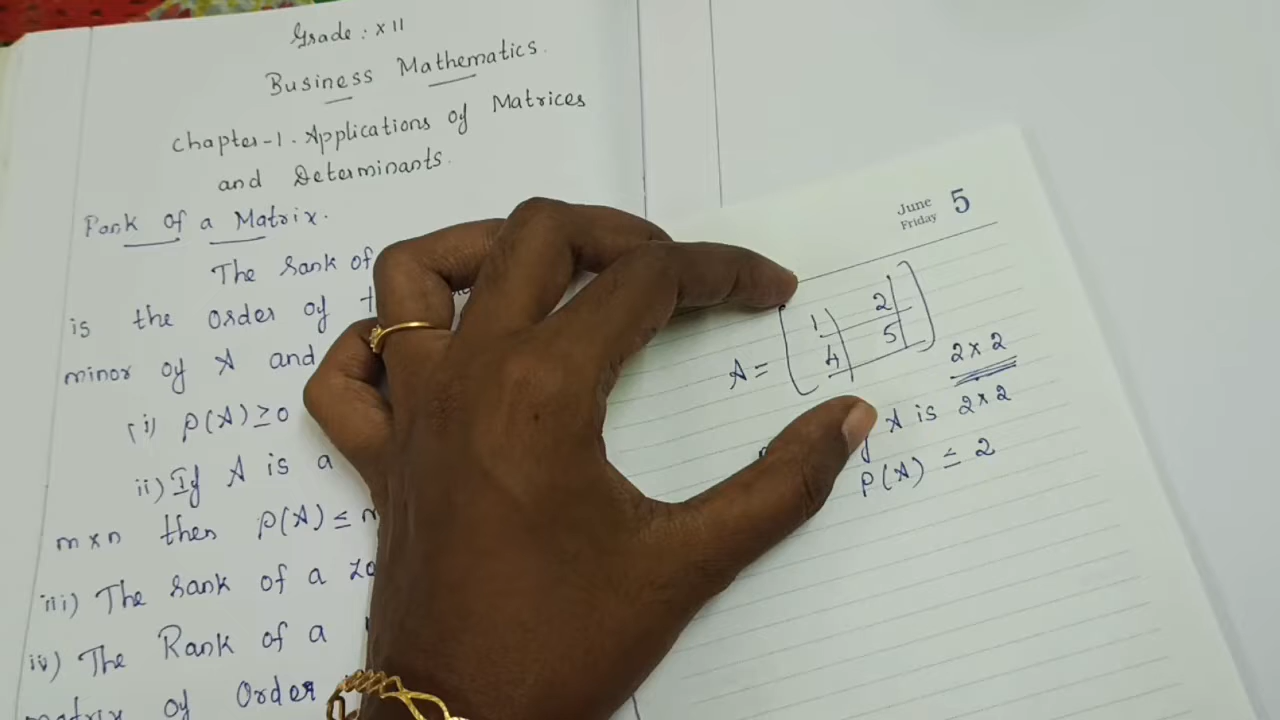 Grade : XII
Business Mathematics.
Chapter-1. Applications of Matrices
and Determinants.
Rank of a Matrix.
The rank of
is the order of
minor of A and
(i) ρ(A) ≥ 0
ii) If A is a
m×n then ρ(A) ≤
iii) The rank of a
iv) The Rank of a
matrix of Order
June 5
Friday
A = [1 2
4 5]
2×2
A is 2×2
ρ(A) ≤ 2